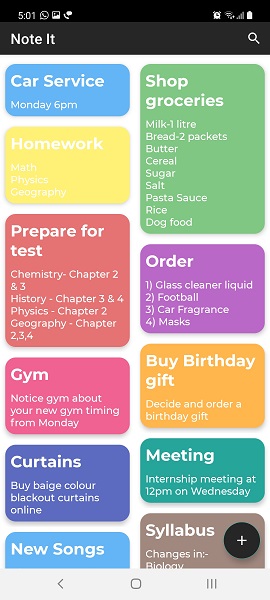 5:01
Note It
Car Service
Monday 6pm
Homework
Math
Physics
Geography
Prepare for
test
Chemistry- Chapter 2
& 3
History - Chapter 3 & 4
Physics - Chapter 2
Geography - Chapter
2,3,4
Gym
Notice gym about
your new gym timing
from Monday
Curtains
Buy baige colour
blackout curtains
online
New Songs
Shop
groceries
Milk-1 litre
Bread-2 packets
Butter
Cereal
Sugar
Salt
Pasta Sauce
Rice
Dog food
Order
1) Glass cleaner liquid
2) Football
3) Car Fragrance
4) Masks
Buy Birthday
gift
Decide and order a
birthday gift
Meeting
Internship meeting at
12pm on Wednesday
Syllabus
Changes in:-
Biology